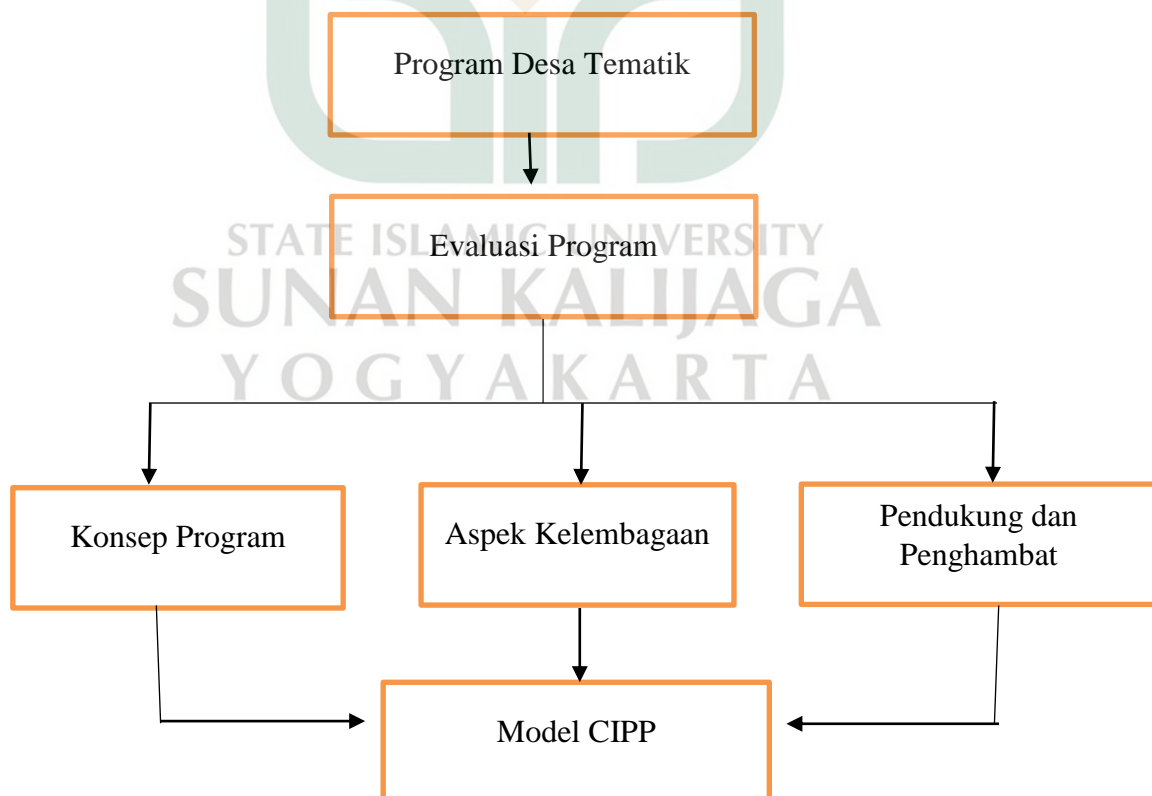 Program Desa Tematik
Evaluasi Program
STATE ISLAMIC UNIVERSITY
SUNAN KALIJAGA
YOGYAKARTA
Konsep Program
Aspek Kelembagaan
Pendukung dan
Penghambat
Model CIPP